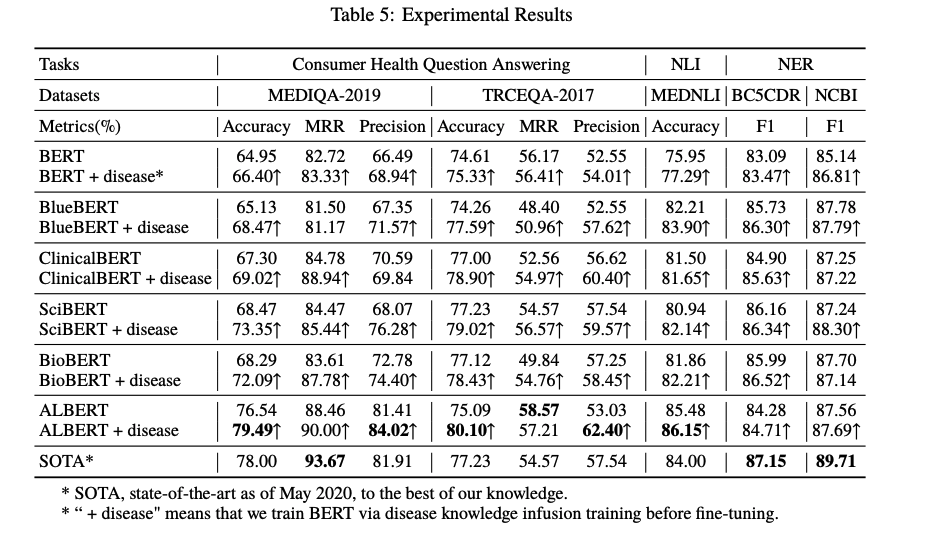 Table 5: Experimental Results
Tasks Consumer Health Question Answering NLI NER
Datasets MEDIQA-2019 TRCEQA-2017 MEDNLI BC5CDR NCBI
Metrics(%) Accuracy MRR Precision Accuracy MRR Precision Accuracy F1 F1
BERT 64.95 82.72 66.49 74.61 56.17 52.55 75.95 83.09 85.14
BERT + disease* 66.40↑ 83.33↑ 68.94↑ 75.33↑ 56.41↑ 54.01↑ 77.29↑ 83.47↑ 86.81↑
BlueBERT 65.13 81.50 67.35 74.26 48.40 52.55 82.21 85.73 87.78
BlueBERT + disease 68.47↑ 81.17 71.57↑ 77.59↑ 50.96↑ 57.62↑ 83.90↑ 86.30↑ 87.79↑
ClinicalBERT 67.30 84.78 70.59 77.00 52.56 56.62 81.50 84.90 87.25
ClinicalBERT + disease 69.02↑ 88.94↑ 69.84 78.90↑ 54.97↑ 60.40↑ 81.65↑ 85.63↑ 87.22
SciBERT 68.47 84.47 68.07 77.23 54.57 57.54 80.94 86.16 87.24
SciBERT + disease 73.35↑ 85.44↑ 76.28↑ 79.02↑ 56.57↑ 59.57↑ 82.14↑ 86.34↑ 88.30↑
BioBERT 68.29 83.61 72.78 77.12 49.84 57.25 81.86 85.99 87.70
BioBERT + disease 72.09↑ 87.78↑ 74.40↑ 78.43↑ 54.76↑ 58.45↑ 82.21↑ 86.52↑ 87.14
ALBERT 76.54 88.46 81.41 75.09 58.57 53.03 85.48 84.28 87.56
ALBERT + disease 79.49↑ 90.00↑ 84.02↑ 80.10↑ 57.21 62.40↑ 86.15↑ 84.71↑ 87.69↑
SOTA* 78.00 93.67 81.91 77.23 54.57 57.54 84.00 87.15 89.71
* SOTA, state-of-the-art as of May 2020, to the best of our knowledge.
* “ + disease" means that we train BERT via disease knowledge infusion training before fine-tuning.